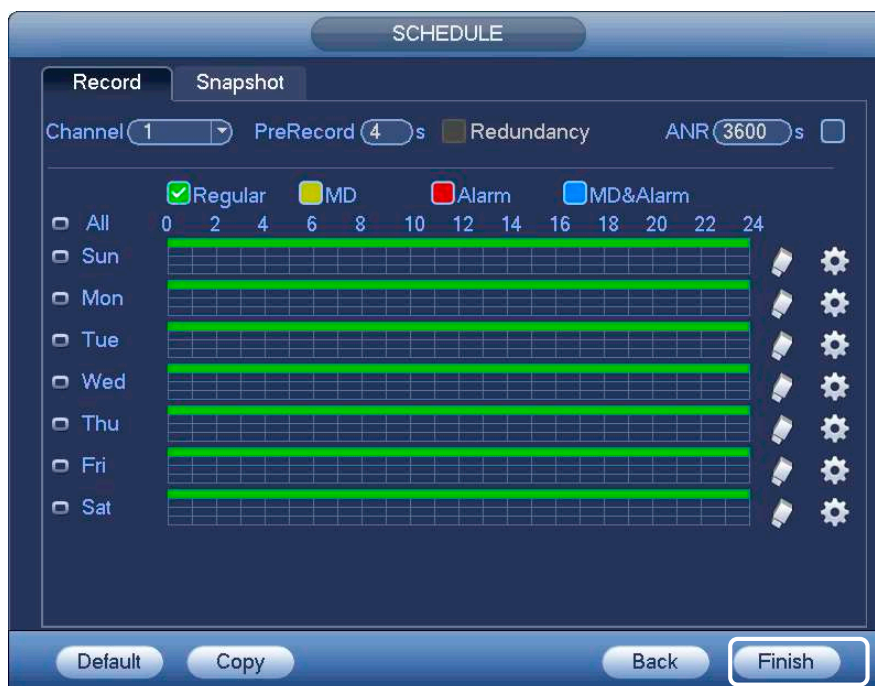 SCHEDULE
Record Snapshot
Channel 1 PreRecord 4 s Redundancy ANR 3600 s
Regular MD Alarm MD&Alarm
All 0 2 4 6 8 10 12 14 16 18 20 22 24
Sun
Mon
Tue
Wed
Thu
Fri
Sat
Default Copy Back Finish